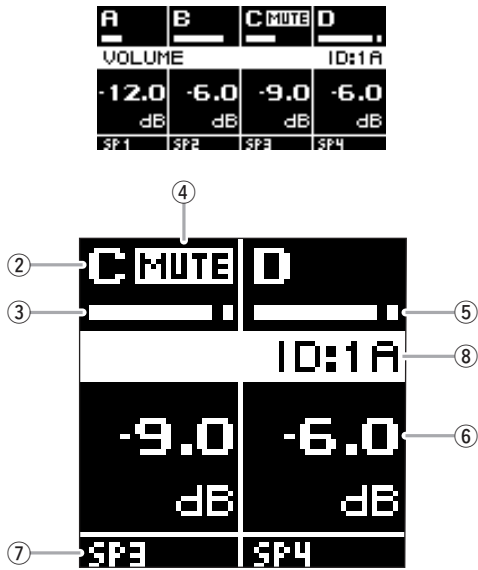 A B C MUTE D
VOLUME ID:1A
-12.0 -6.0 -9.0 -6.0
dB dB dB dB
SP1 SP2 SP3 SP4
④
② C MUTE D
③ ⑤
ID:1A ⑧
-9.0 -6.0 ⑥
dB dB
⑦ SP3 SP4